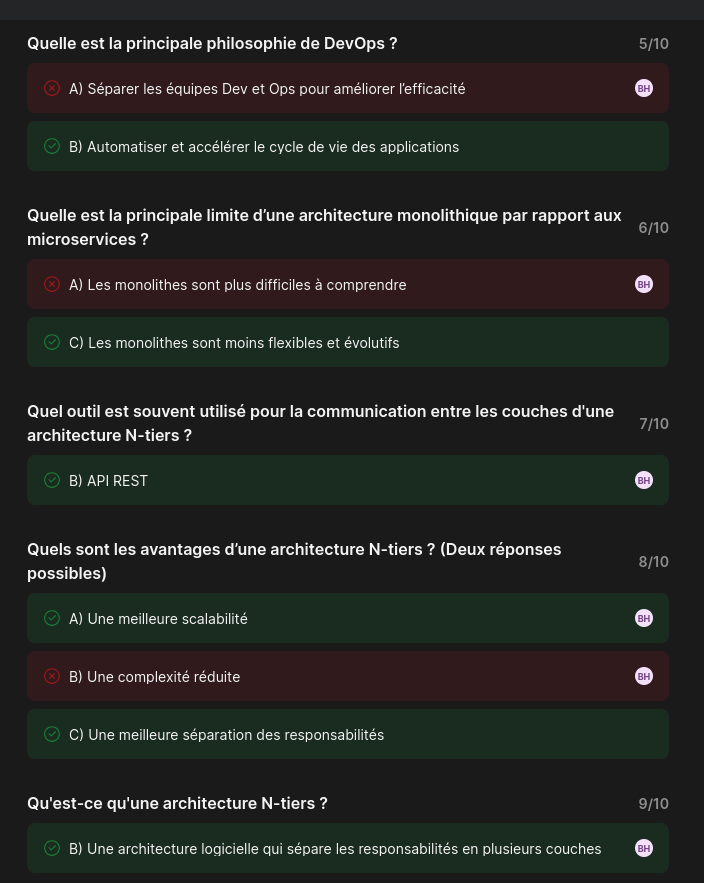 Quelle est la principale philosophie de DevOps ?
5/10
A) Séparer les équipes Dev et Ops pour améliorer l’efficacité
BH
B) Automatiser et accélérer le cycle de vie des applications
Quelle est la principale limite d’une architecture monolithique par rapport aux
microservices ?
6/10
A) Les monolithes sont plus difficiles à comprendre
BH
C) Les monolithes sont moins flexibles et évolutifs
Quel outil est souvent utilisé pour la communication entre les couches d'une
architecture N-tiers ?
7/10
B) API REST
BH
Quels sont les avantages d’une architecture N-tiers ? (Deux réponses
possibles)
8/10
A) Une meilleure scalabilité
BH
B) Une complexité réduite
BH
C) Une meilleure séparation des responsabilités
Qu'est-ce qu'une architecture N-tiers ?
9/10
B) Une architecture logicielle qui sépare les responsabilités en plusieurs couches
BH